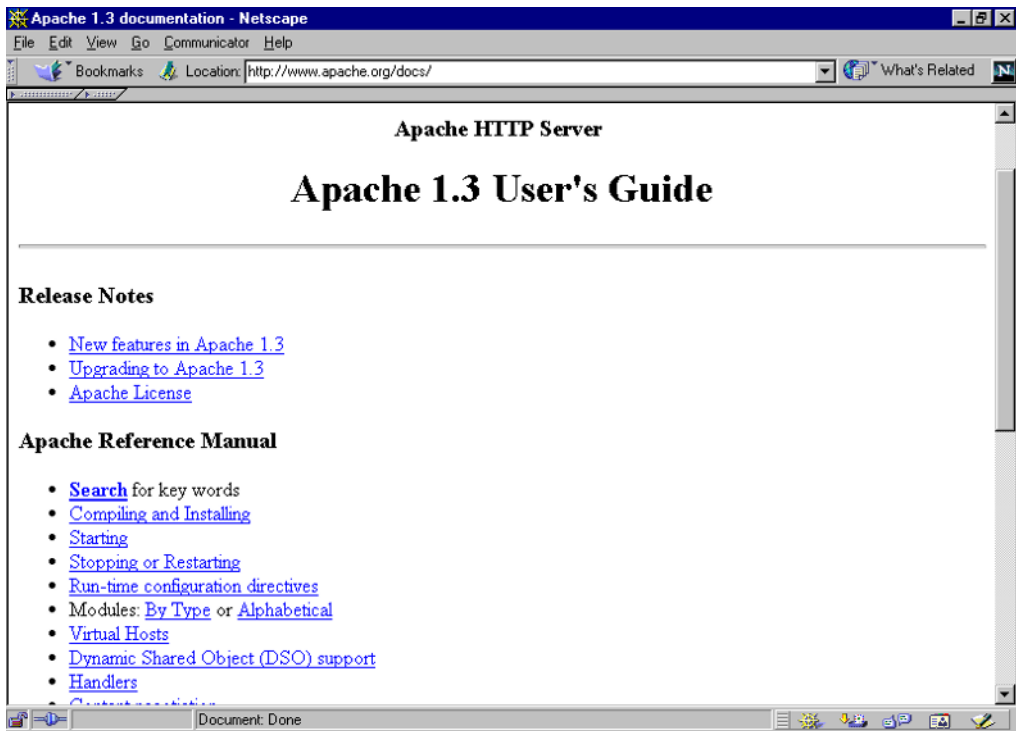 Apache 1.3 documentation - Netscape
File Edit View Go Communicator Help
Bookmarks Location: http://www.apache.org/docs/ What's Related N
Apache HTTP Server
Apache 1.3 User's Guide
Release Notes
New features in Apache 1.3
Upgrading to Apache 1.3
Apache License
Apache Reference Manual
Search for key words
Compiling and Installing
Starting
Stopping or Restarting
Run-time configuration directives
Modules: By Type or Alphabetical
Virtual Hosts
Dynamic Shared Object (DSO) support
Handlers
Document: Done